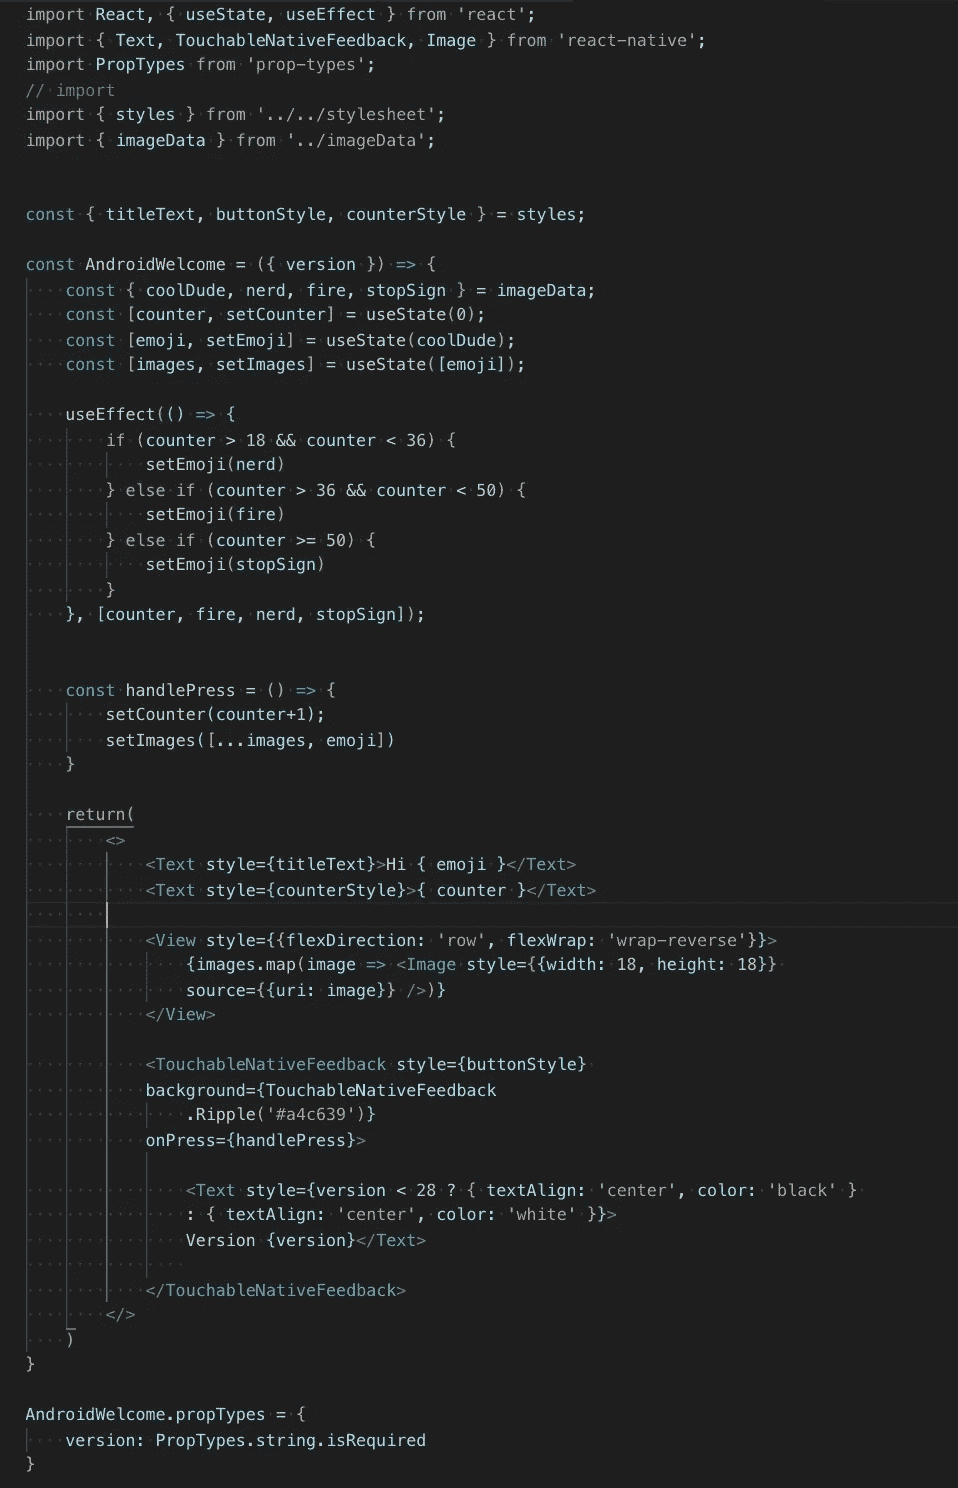 import React, { useState, useEffect } from 'react';
import { Text, TouchableNativeFeedback, Image } from 'react-native';
import PropTypes from 'prop-types';
// import
import { styles } from '../../stylesheet';
import { imageData } from '../imageData';
const { titleText, buttonStyle, counterStyle } = styles;
const AndroidWelcome = ({ version }) => {
    const { coolDude, nerd, fire, stopSign } = imageData;
    const [counter, setCounter] = useState(0);
    const [emoji, setEmoji] = useState(coolDude);
    const [images, setImages] = useState([emoji]);
    useEffect(() => {
        if (counter > 18 && counter < 36) {
            setEmoji(nerd)
        } else if (counter > 36 && counter < 50) {
            setEmoji(fire)
        } else if (counter >= 50) {
            setEmoji(stopSign)
        }
    }, [counter, fire, nerd, stopSign]);
    const handlePress = () => {
        setCounter(counter+1);
        setImages([...images, emoji])
    }
    return(
        <>
            <Text style={titleText}>Hi { emoji }</Text>
            <Text style={counterStyle}>{ counter }</Text>
            <View style={{flexDirection: 'row', flexWrap: 'wrap-reverse'}}>
                {images.map(image => <Image style={{width: 18, height: 18}}
                source={{uri: image}} />)}
            </View>
            <TouchableNativeFeedback style={buttonStyle}
            background={TouchableNativeFeedback
                .Ripple('#a4c639')}
            onPress={handlePress}>
                <Text style={version < 28 ? { textAlign: 'center', color: 'black' }
                : { textAlign: 'center', color: 'white' }}>
                Version {version}</Text>
            </TouchableNativeFeedback>
        </>
    )
}
AndroidWelcome.propTypes = {
    version: PropTypes.string.isRequired
}